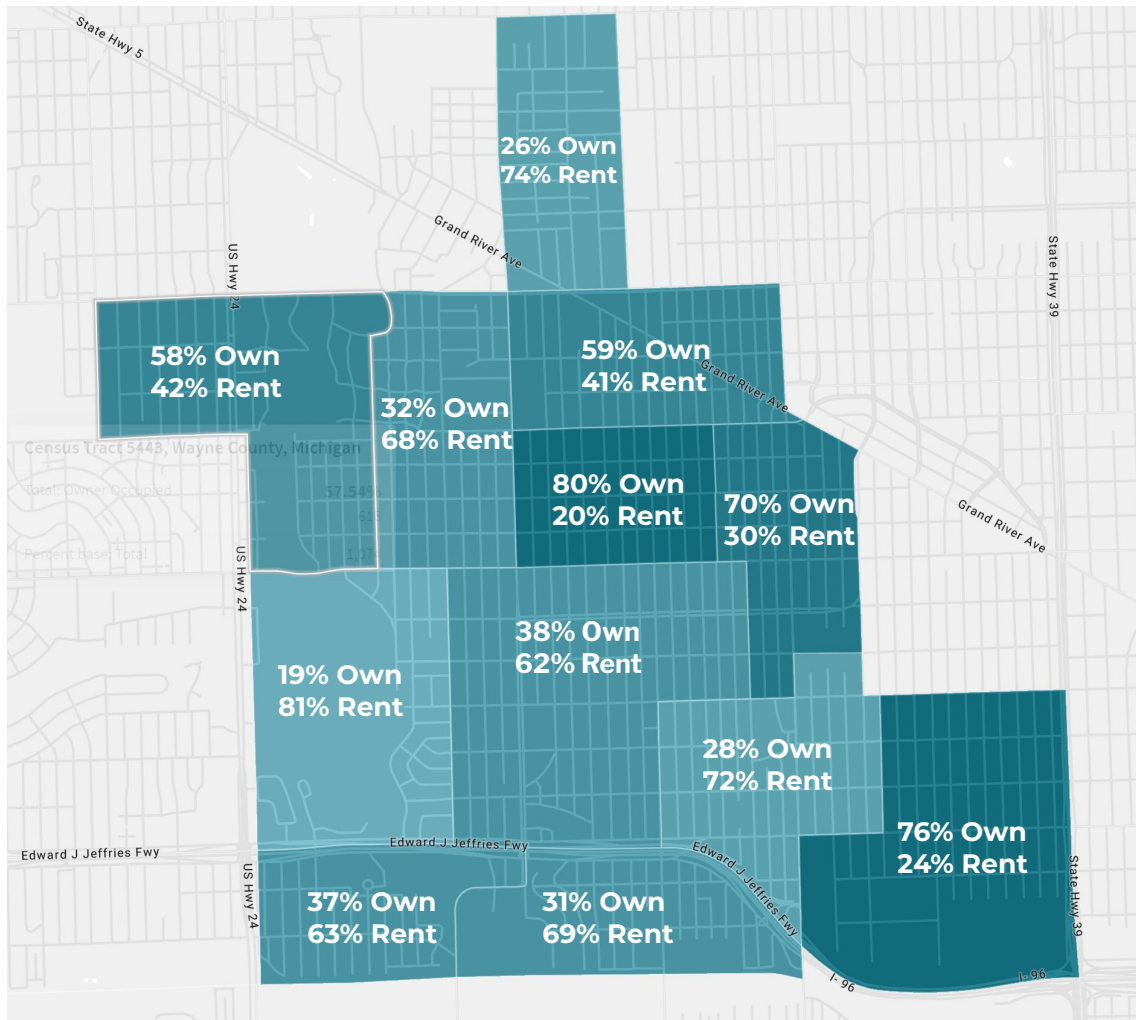 State Hwy 5
26% Own
74% Rent
Grand River Ave
US Hwy 24
State Hwy 39
58% Own
42% Rent
59% Own
41% Rent
Grand River Ave
32% Own
68% Rent
Census Tract 5443, Wayne County, Michigan
Total: Owner Occupied
57.54%
80% Own
20% Rent
70% Own
30% Rent
Grand River Ave
Percent base: Total
US Hwy 24
38% Own
62% Rent
19% Own
81% Rent
28% Own
72% Rent
76% Own
24% Rent
Edward J Jeffries Fwy
Edward J Jeffries Fwy
Edward J Jeffries Fwy
US Hwy 24
State Hwy 39
37% Own
63% Rent
31% Own
69% Rent
I- 96
I- 96